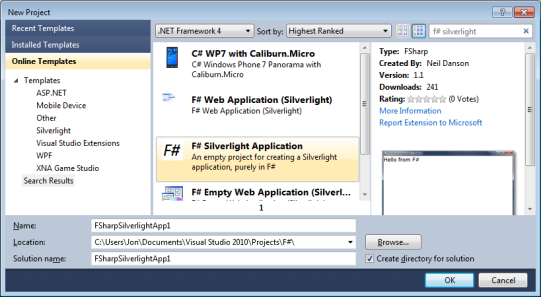 New Project
Recent Templates
Installed Templates
Online Templates
Templates
ASP.NET
Mobile Device
Other
Silverlight
Visual Studio Extensions
WPF
XNA Game Studio
Search Results
.NET Framework 4
Sort by:
Highest Ranked
f# silverlight
C# WP7 with Caliburn.Micro
C# Windows Phone 7 Panorama with
Caliburn.Micro
F# Web Application (Silverlight)
F# Web Application (Silverlight)
F#
F# Silverlight Application
An empty project for creating a Silverlight
application, purely in F#
F# Empty Web Application (Silverl...
F# Empty Web Application (Silverlight)
1
Type: FSharp
Created By: Neil Danson
Version: 1.1
Downloads: 241
Rating: (0 Votes)
More Information
Report Extension to Microsoft
Hello from F#
Name:
FSharpSilverlightApp1
Location:
C:\Users\Jon\Documents\Visual Studio 2010\Projects\F#\
Browse...
Solution name:
FSharpSilverlightApp1
Create directory for solution
OK
Cancel